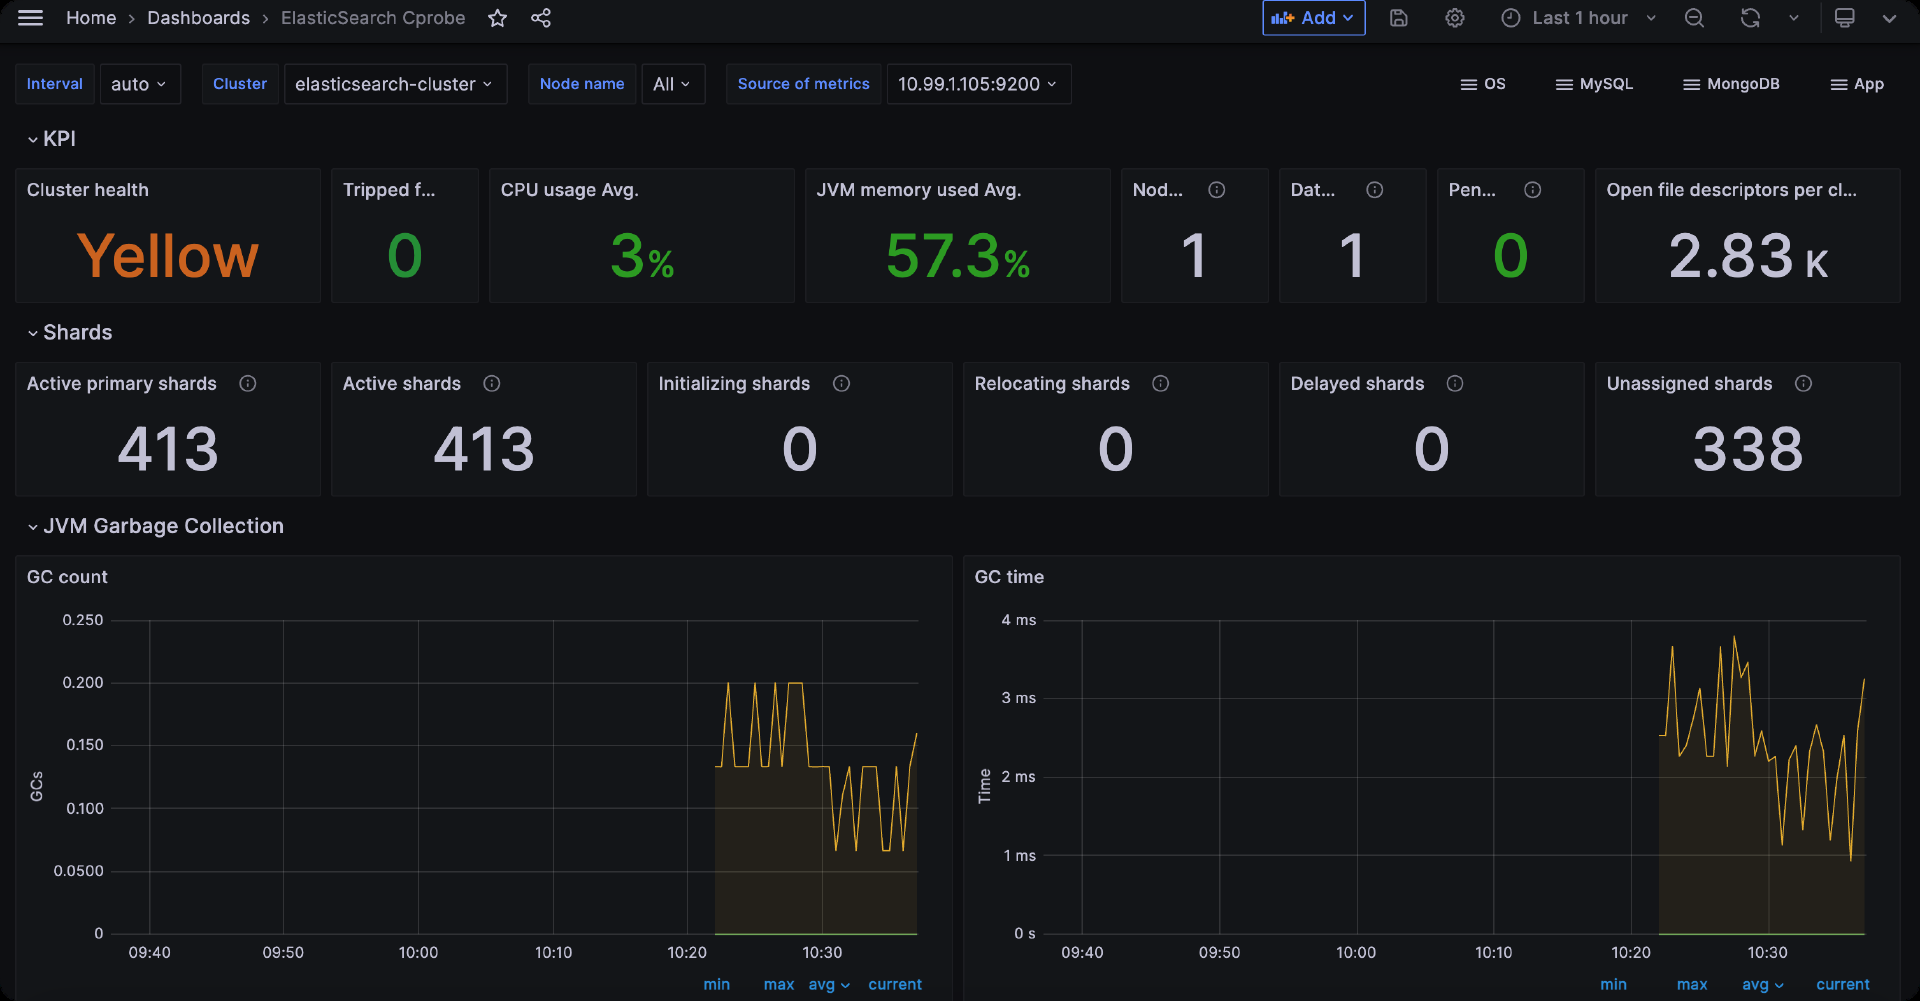 Home › Dashboards › ElasticSearch Cprobe Add Last 1 hour
Interval auto Cluster elasticsearch-cluster Node name All Source of metrics 10.99.1.105:9200 OS MySQL MongoDB App
KPI
Cluster health Tripped f... CPU usage Avg. JVM memory used Avg. Nod... Dat... Pen... Open file descriptors per cl...
Yellow 0 3% 57.3% 1 1 0 2.83 K
Shards
Active primary shards Active shards Initializing shards Relocating shards Delayed shards Unassigned shards
413 413 0 0 0 338
JVM Garbage Collection
GC count
0.250
0.200
0.150
0.100
0.0500
0
GCs
09:40 09:50 10:00 10:10 10:20 10:30
min max avg current
GC time
4 ms
3 ms
2 ms
1 ms
0 s
Time
09:40 09:50 10:00 10:10 10:20 10:30
min max avg current